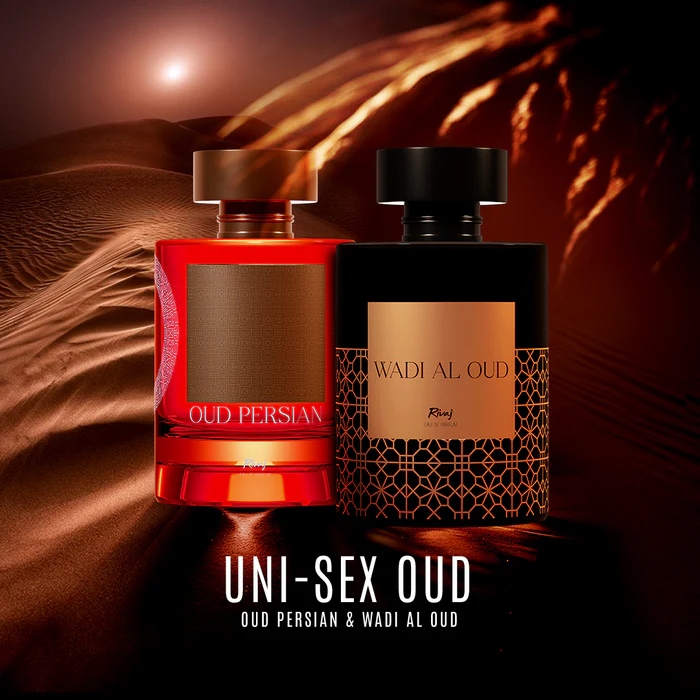 OUD PERSIAN
Rivaj
WADI AL OUD
Rivaj
EAU DE PARFUM
UNI-SEX OUD
OUD PERSIAN & WADI AL OUD